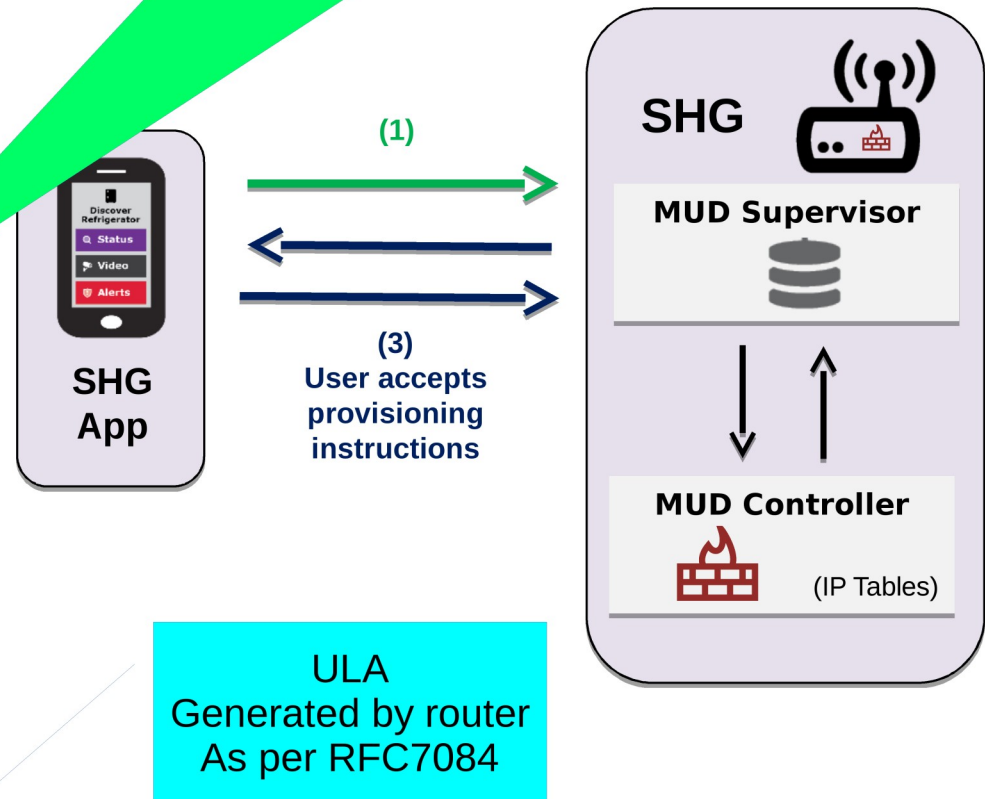 (1)
SHG
MUD Supervisor
Discover
Refrigerator
Status
Video
Alerts
SHG
App
(3)
User accepts
provisioning
instructions
MUD Controller
(IP Tables)
ULA
Generated by router
As per RFC7084